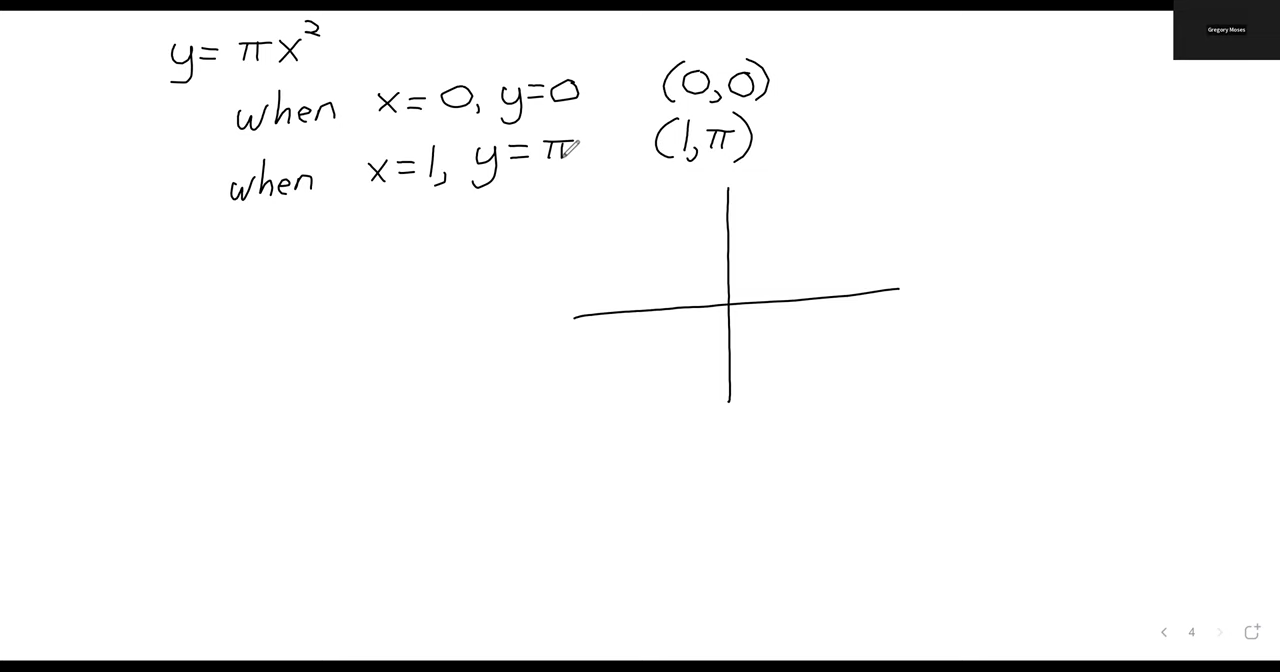 Gregory Moses
y = πx²
when x = 0, y = 0 (0,0)
when x = 1, y = π (1,π)
4